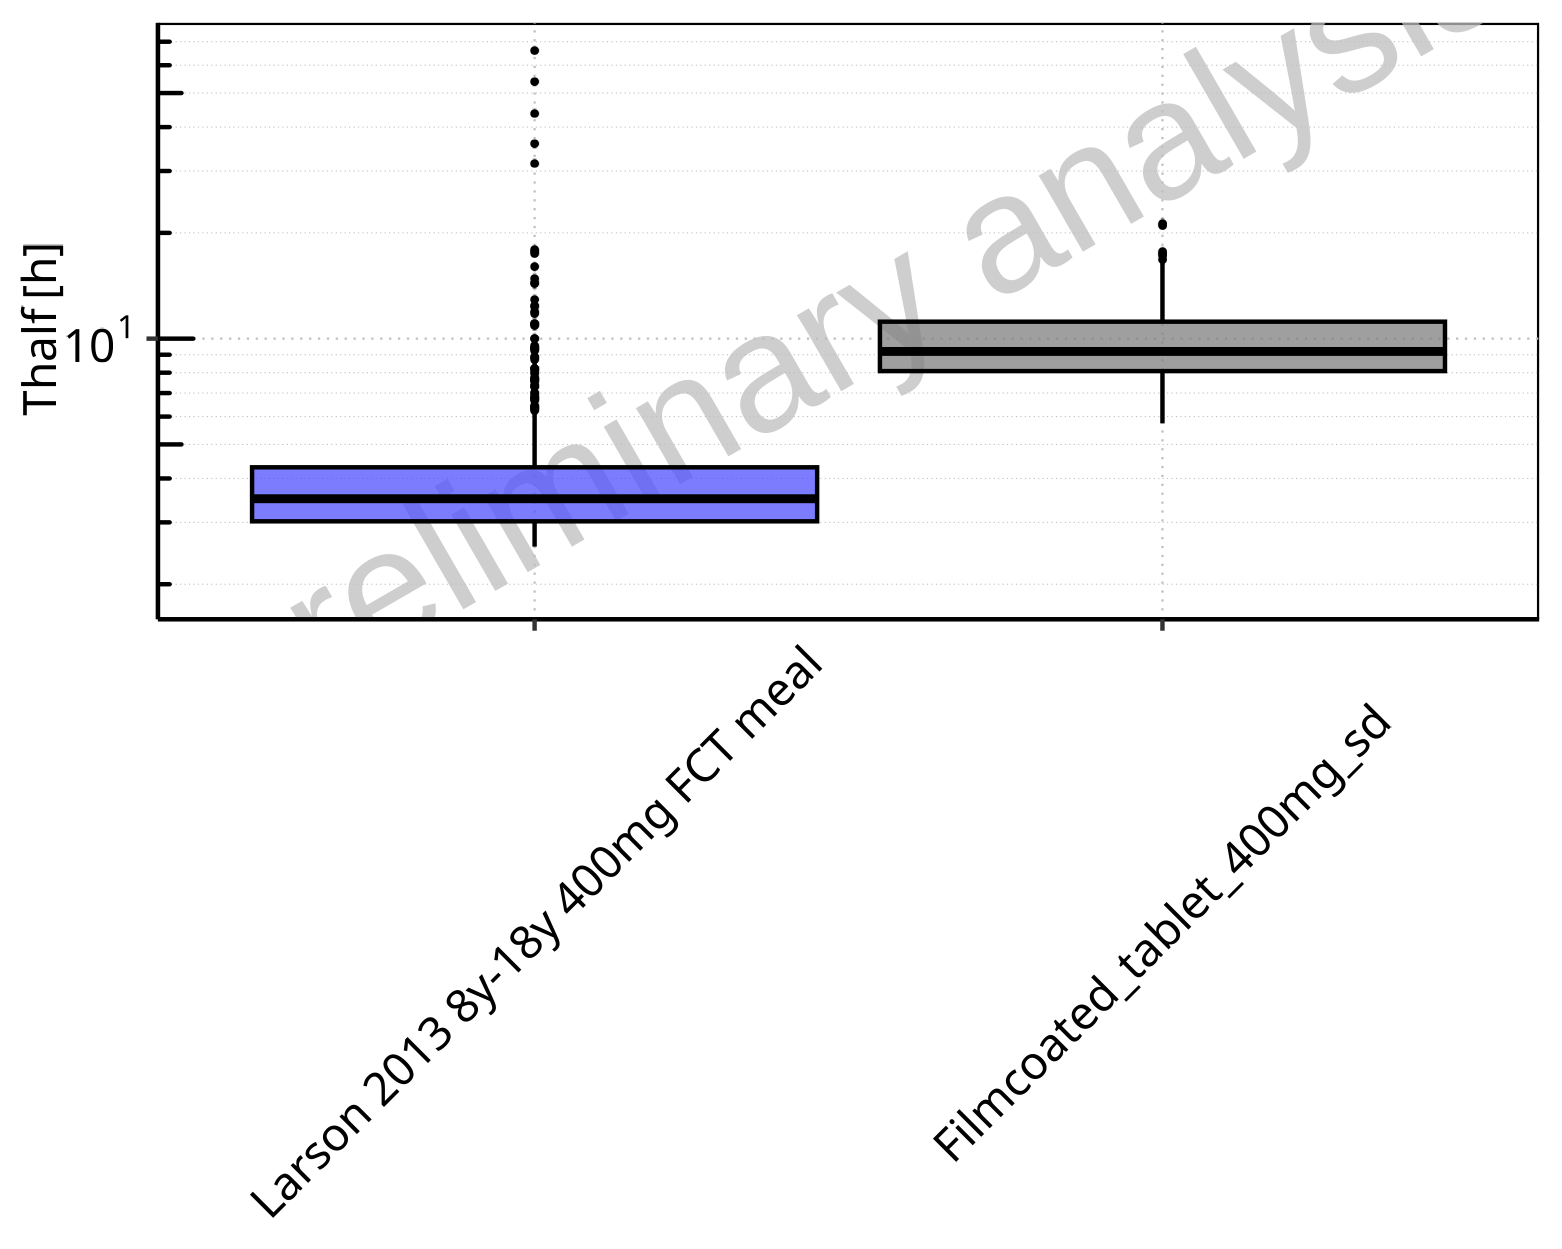 reliminary analysis
Thalf [h]
10¹
Larson 2013 8y-18y 400mg FCT meal
Filmcoated_tablet_400mg_sd